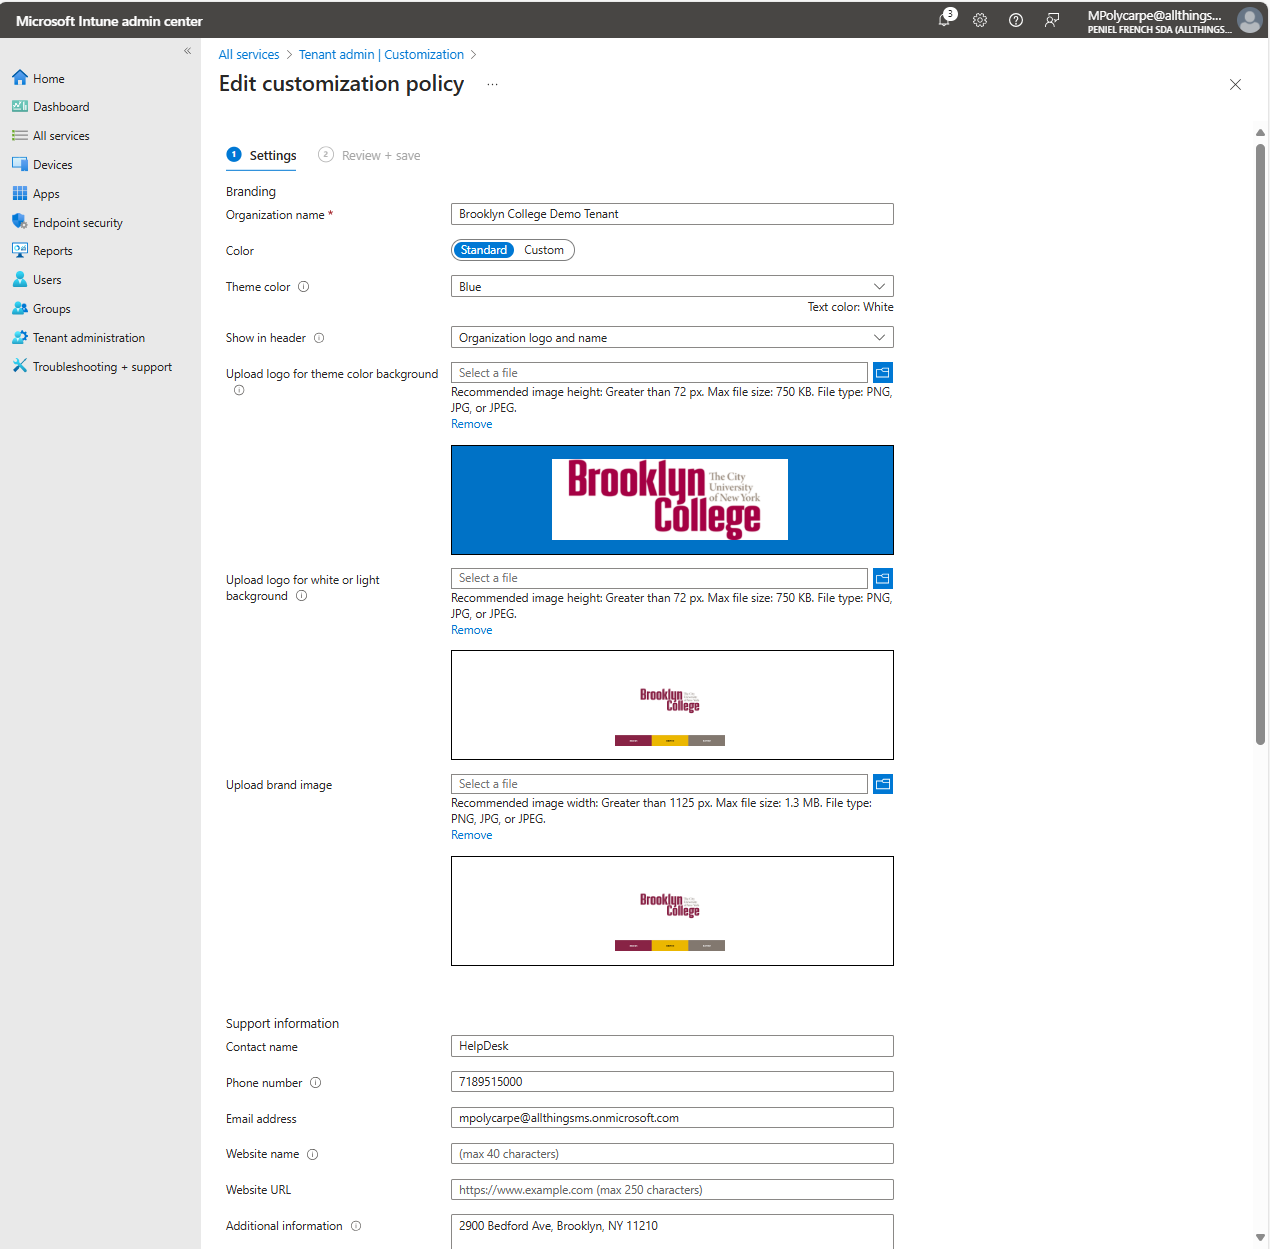 Microsoft Intune admin center
3
MPolycarpe@allthings...
PENIEL FRENCH SDA (ALLTHINGS...
«
Home
Dashboard
All services
Devices
Apps
Endpoint security
Reports
Users
Groups
Tenant administration
Troubleshooting + support
All services > Tenant admin | Customization >
Edit customization policy ...
1 Settings
2 Review + save
Branding
Organization name *
Brooklyn College Demo Tenant
Color
Standard Custom
Theme color
Blue
Text color: White
Show in header
Organization logo and name
Upload logo for theme color background
Select a file
Recommended image height: Greater than 72 px. Max file size: 750 KB. File type: PNG,
JPG, or JPEG.
Remove
Brooklyn
College
The City
University
of New York
Upload logo for white or light
background
Select a file
Recommended image height: Greater than 72 px. Max file size: 750 KB. File type: PNG,
JPG, or JPEG.
Remove
Brooklyn
College
Upload brand image
Select a file
Recommended image width: Greater than 1125 px. Max file size: 1.3 MB. File type:
PNG, JPG, or JPEG.
Remove
Brooklyn
College
Support information
Contact name
HelpDesk
Phone number
7189515000
Email address
mpolycarpe@allthingsms.onmicrosoft.com
Website name
(max 40 characters)
Website URL
https://www.example.com (max 250 characters)
Additional information
2900 Bedford Ave, Brooklyn, NY 11210